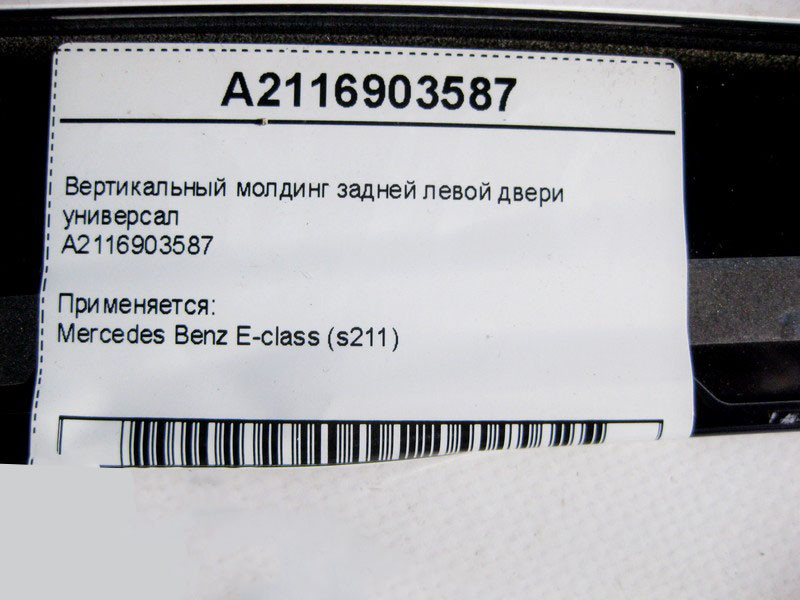 A2116903587
Вертикальный молдинг задней левой двери
универсал
A2116903587
Применяется:
Mercedes Benz E-class (s211)